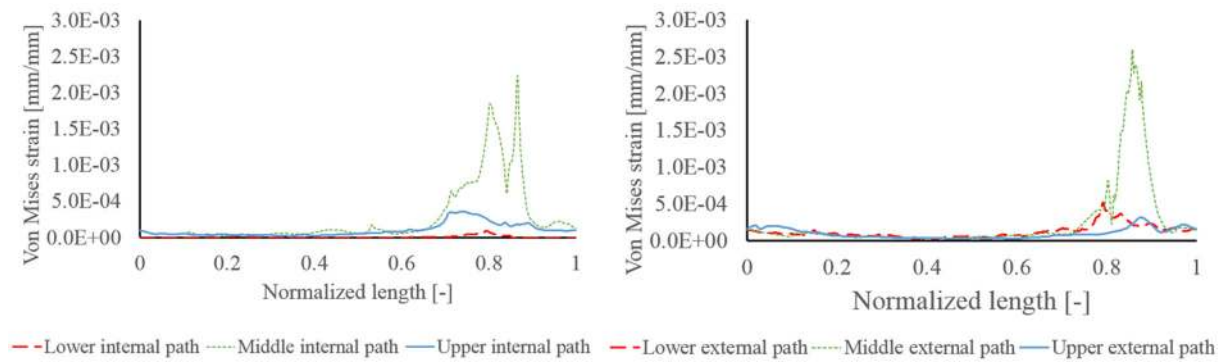 Von Mises strain [mm/mm]
3.0E-03
2.5E-03
2.0E-03
1.5E-03
1.0E-03
5.0E-04
0.0E+00
0 0.2 0.4 0.6 0.8 1
Normalized length [-]
Lower internal path Middle internal path Upper internal path
Von Mises strain [mm/mm]
3.0E-03
2.5E-03
2.0E-03
1.5E-03
1.0E-03
5.0E-04
0.0E+00
0 0.2 0.4 0.6 0.8 1
Normalized length [-]
Lower external path Middle external path Upper external path